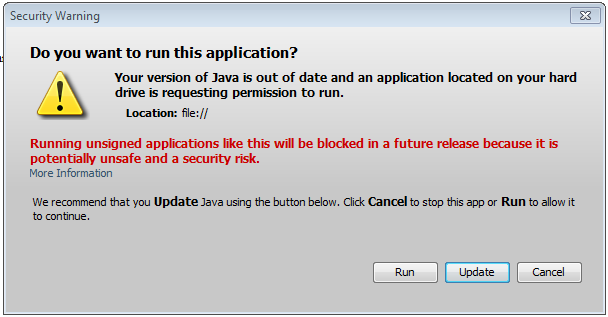 Security Warning
Do you want to run this application?
Your version of Java is out of date and an application located on your hard
drive is requesting permission to run.
Location: file://
Running unsigned applications like this will be blocked in a future release because it is
potentially unsafe and a security risk.
More Information
We recommend that you Update Java using the button below. Click Cancel to stop this app or Run to allow it
to continue.
Run Update Cancel